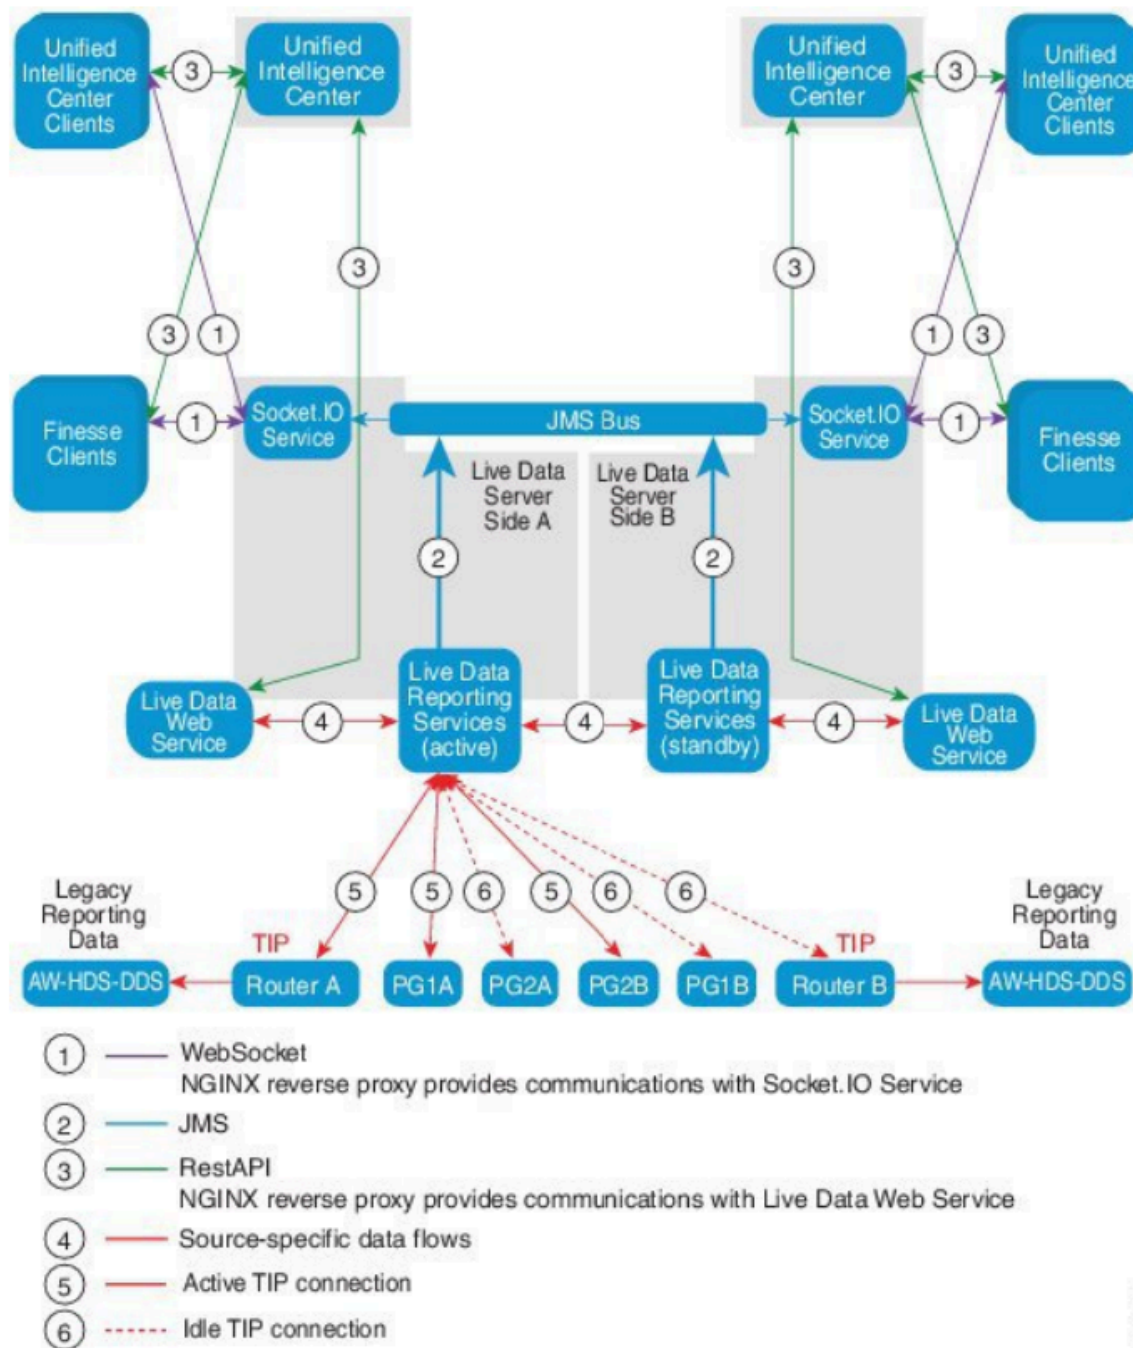 Unified
Intelligence
Center
Clients
3
Unified
Intelligence
Center
Unified
Intelligence
Center
3
Unified
Intelligence
Center
Clients
3
3
3
1
1
3
Finesse
Clients
1
Socket.IO
Service
JMS Bus
Socket.IO
Service
1
Finesse
Clients
Live Data
Server
Side A
Live Data
Server
Side B
2
2
Live Data
Web
Service
4
Live Data
Reporting
Services
(active)
4
Live Data
Reporting
Services
(standby)
4
Live Data
Web
Service
5
5
6
5
6
6
Legacy
Reporting
Data
TIP
TIP
Legacy
Reporting
Data
AW-HDS-DDS
Router A
PG1A
PG2A
PG2B
PG1B
Router B
AW-HDS-DDS
1 WebSocket
NGINX reverse proxy provides communications with Socket.IO Service
2 JMS
3 RestAPI
NGINX reverse proxy provides communications with Live Data Web Service
4 Source-specific data flows
5 Active TIP connection
6 Idle TIP connection